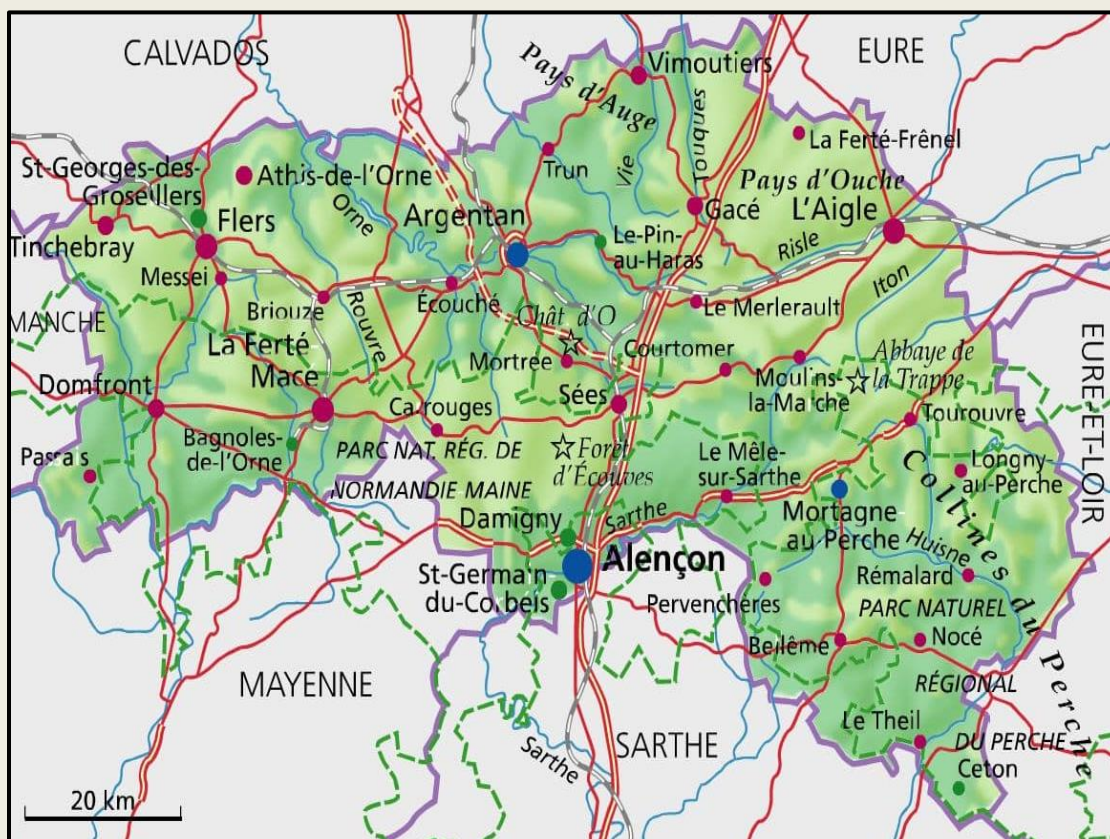 CALVADOS
EURE
Pays d'Auge
Vimoutiers
La Ferté-Frênel
St-Georges-des-
Groseillers
Athis-de-l'Orne
Trun
Vie
Touques
Pays d'Ouche
Orne
Argentan
Gacé
L'Aigle
Flers
Tinchebray
Le-Pin-
au-Haras
Risle
Messei
Briouze
Rouvre
Écouché
Iton
Chât d'O
Le Merlerault
MANCHE
La Ferté
Macé
Mortrée
Courtomer
Abbaye de
la Trappe
Moulins-
la-Marche
EURE-ET-LOIR
Domfront
Carrouges
Sées
Tourouvre
Bagnoles-
de-l'Orne
PARC NAT. RÉG. DE
NORMANDIE MAINE
Forêt
d'Écouves
Le Mêle-
sur-Sarthe
Longny-
au-Perche
Passais
Collines du Perche
Damigny
Sarthe
Mortagne
au Perche
Huisne
Alençon
St-Germain
du-Corbeis
Rémalard
Pervenchères
PARC NATUREL
Bellême
Nocé
MAYENNE
RÉGIONAL
Le Theil
SARTHE
Sarthe
DU PERCHE
Ceton
20 km